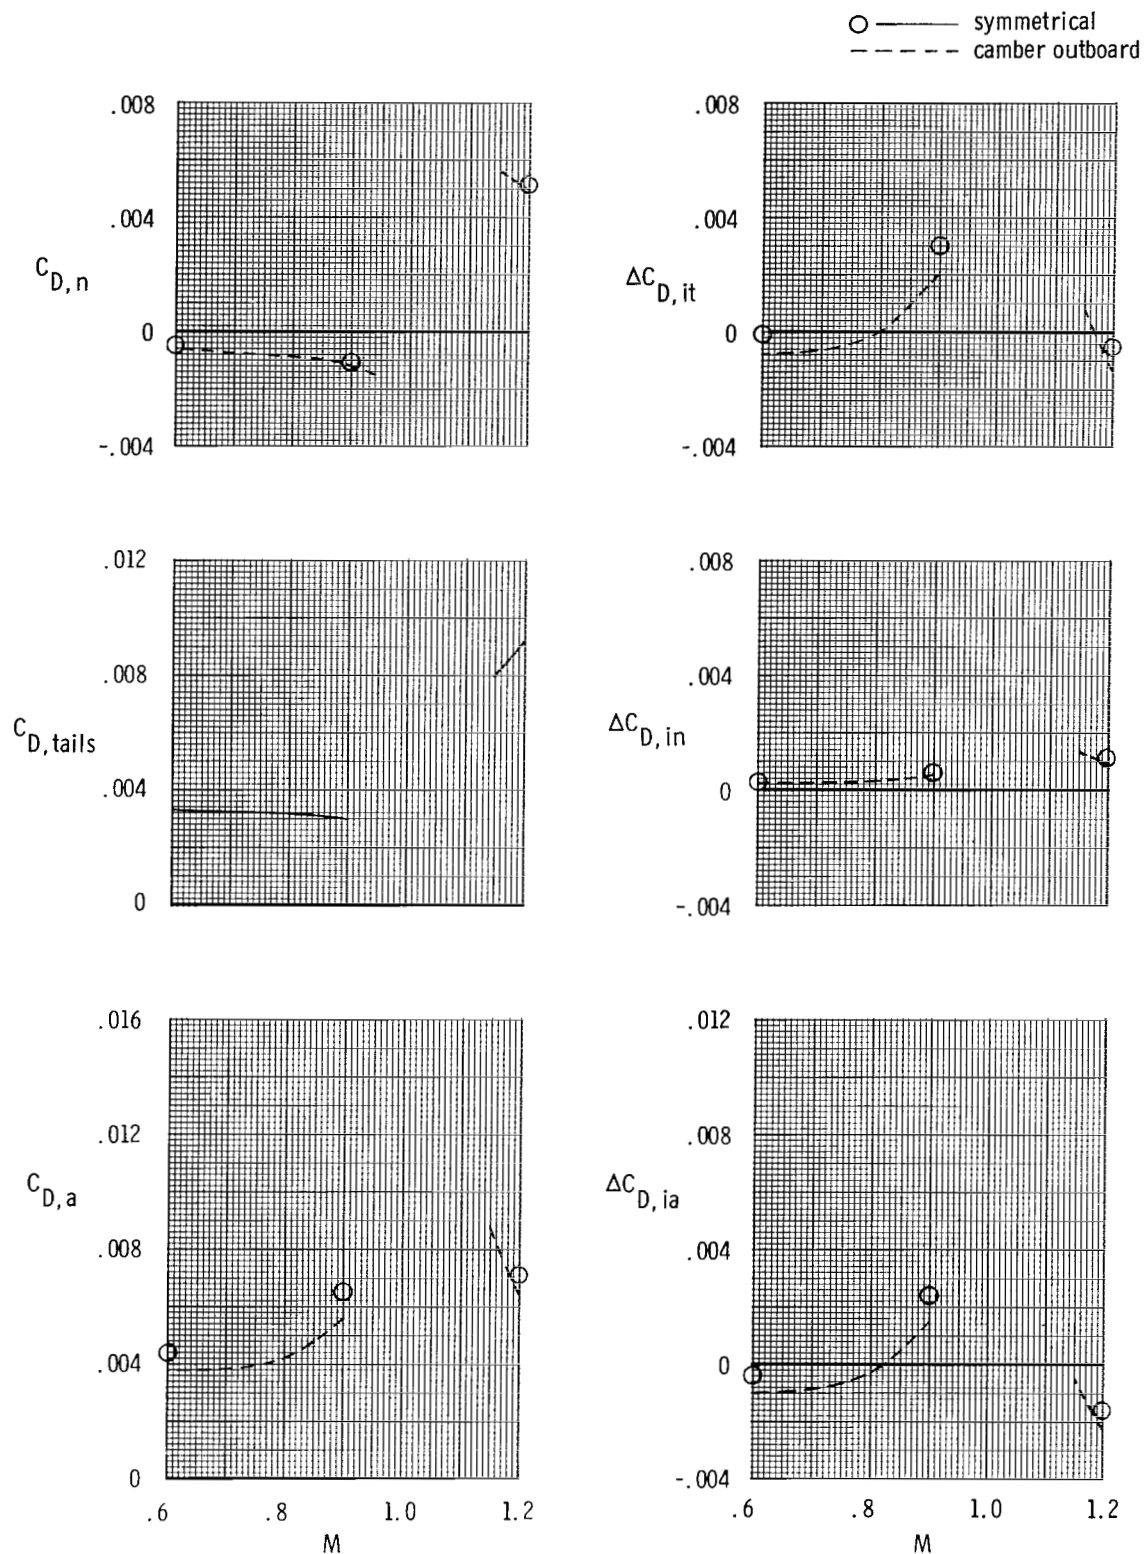 symmetrical
camber outboard
.008
.004
0
-.004
C_D,n
.008
.004
0
-.004
ΔC_D,it
.012
.008
.004
0
C_D,tails
.008
.004
0
-.004
ΔC_D,in
.016
.012
.008
.004
0
C_D,a
.6 .8 1.0 1.2
M
.012
.008
.004
0
-.004
ΔC_D,ia
.6 .8 1.0 1.2
M